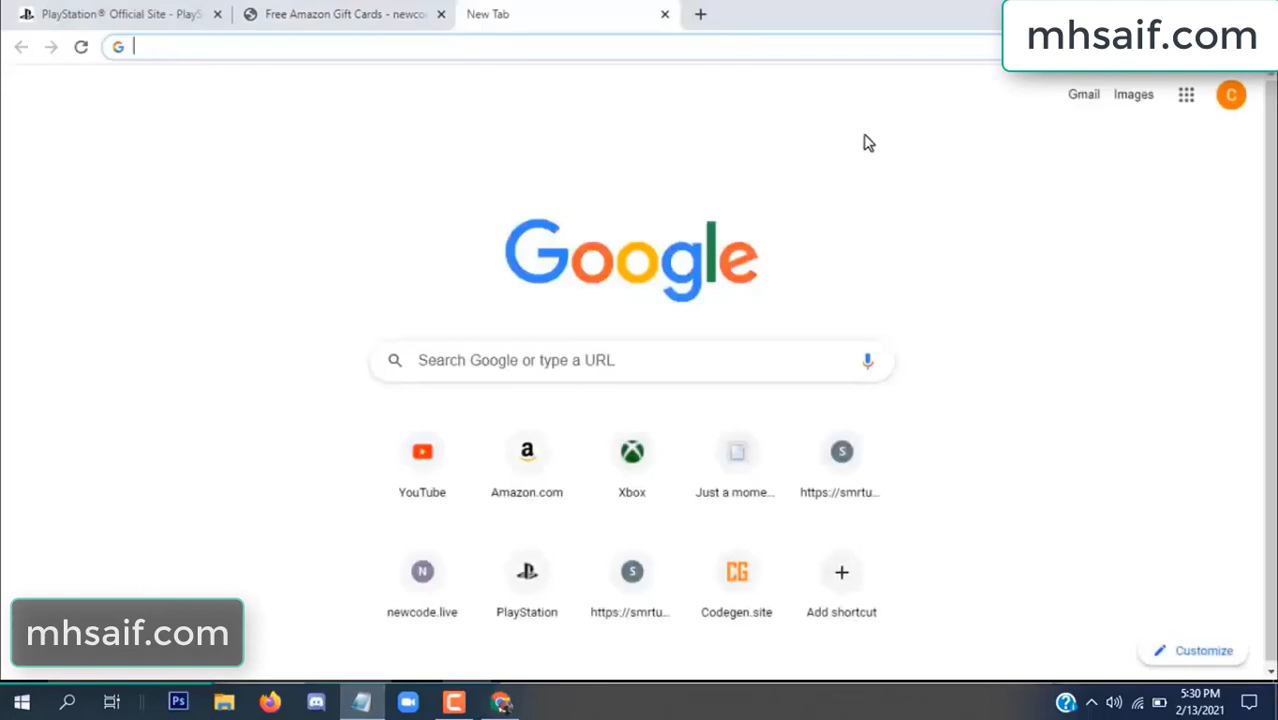 PlayStation® Official Site - PlayS
Free Amazon Gift Cards - newco
New Tab
mhsaif.com
Gmail Images C
Google
Search Google or type a URL
YouTube
Amazon.com
Xbox
Just a mome...
S
https://smrtu...
N
newcode.live
PlayStation
S
https://smrtu...
CG
Codegen.site
Add shortcut
mhsaif.com
Customize
Ps
5:30 PM
2/13/2021